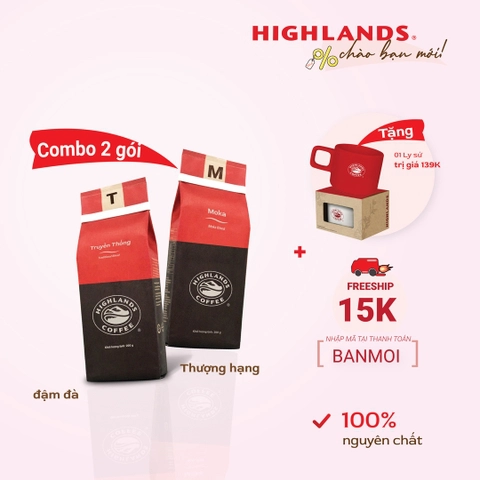 HIGHLANDS®
% chào bạn mới!
Combo 2 gói
Tặng
01 Ly sứ
trị giá 139K
T
Truyền Thống
HIGHLANDS
COFFEE
®
M
Moka
HIGHLANDS
COFFEE
®
+
FREESHIP
15K
NHẬP MÃ TẠI THANH TOÁN
BANMOI
Thượng hạng
đậm đà
100%
nguyên chất